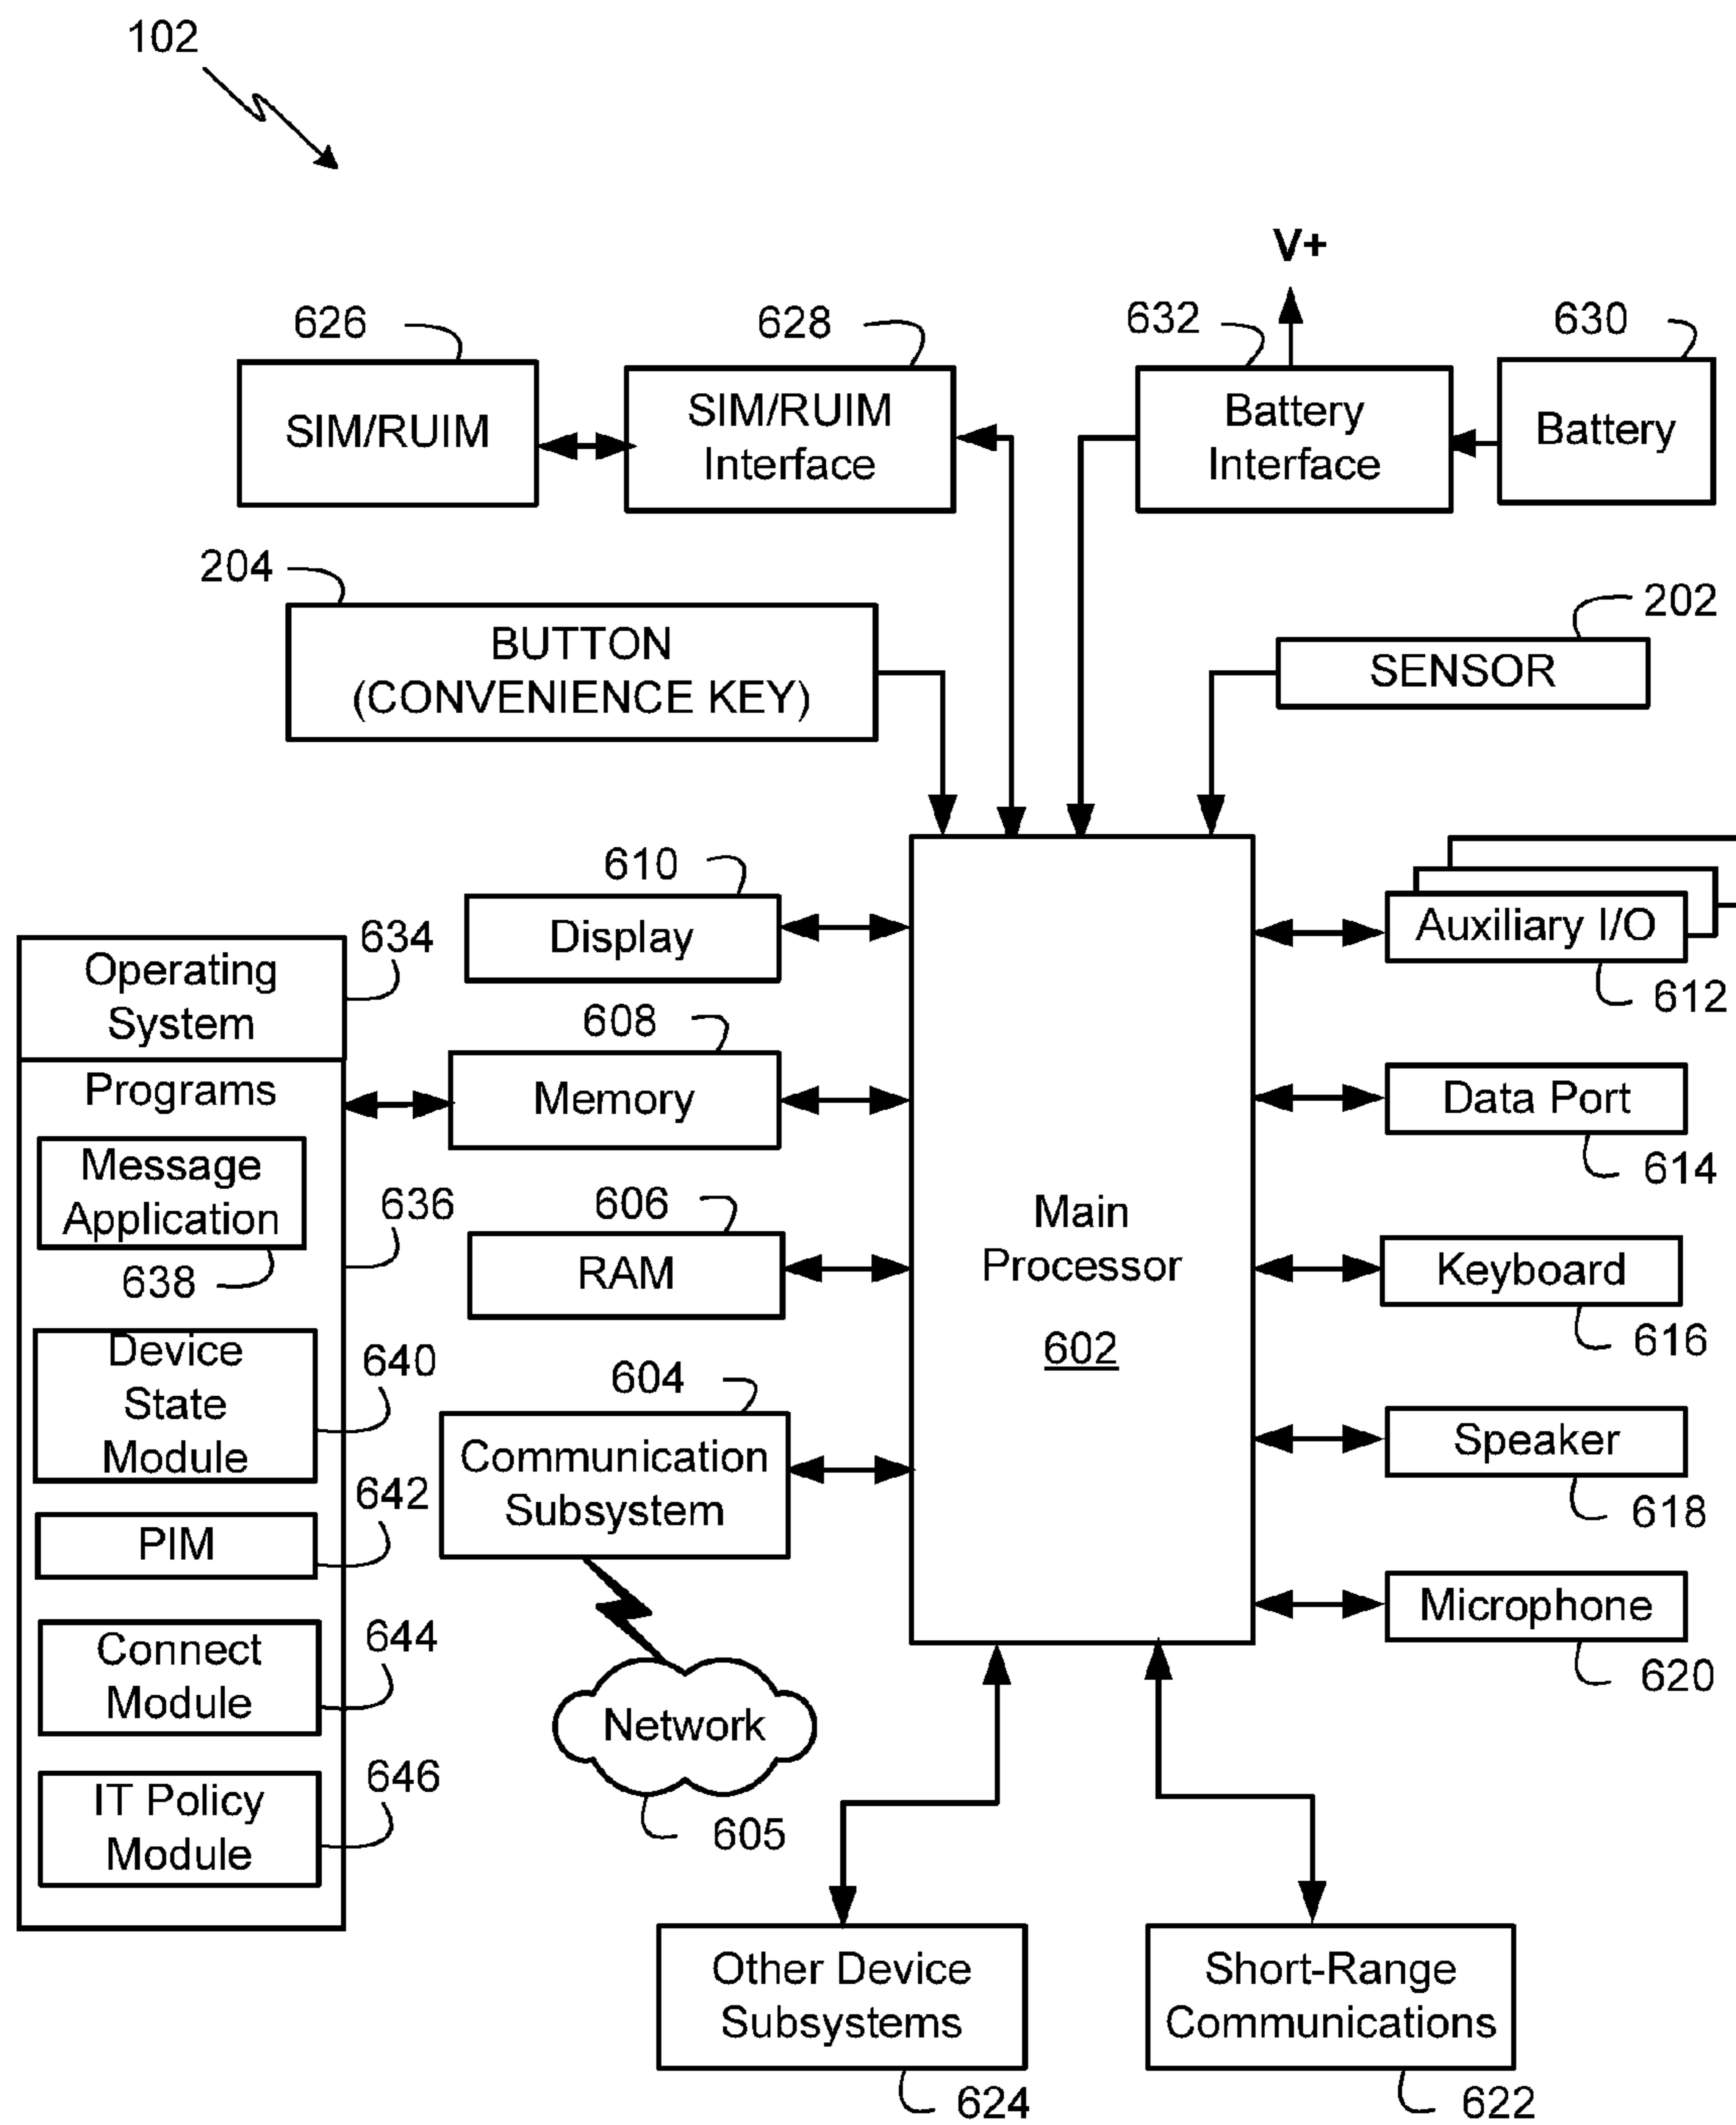 102
V+
626
628
632
630
SIM/RUIM
SIM/RUIM
Interface
Battery
Interface
Battery
204
BUTTON
(CONVENIENCE KEY)
202
SENSOR
610
Display
634
Operating
System
608
Memory
Programs
Message
Application
638
636
606
RAM
Device
State
Module
640
604
Communication
Subsystem
642
PIM
Connect
Module
644
IT Policy
Module
646
Network
605
Main
Processor
602
Auxiliary I/O
612
Data Port
614
Keyboard
616
Speaker
618
Microphone
620
Other Device
Subsystems
624
Short-Range
Communications
622